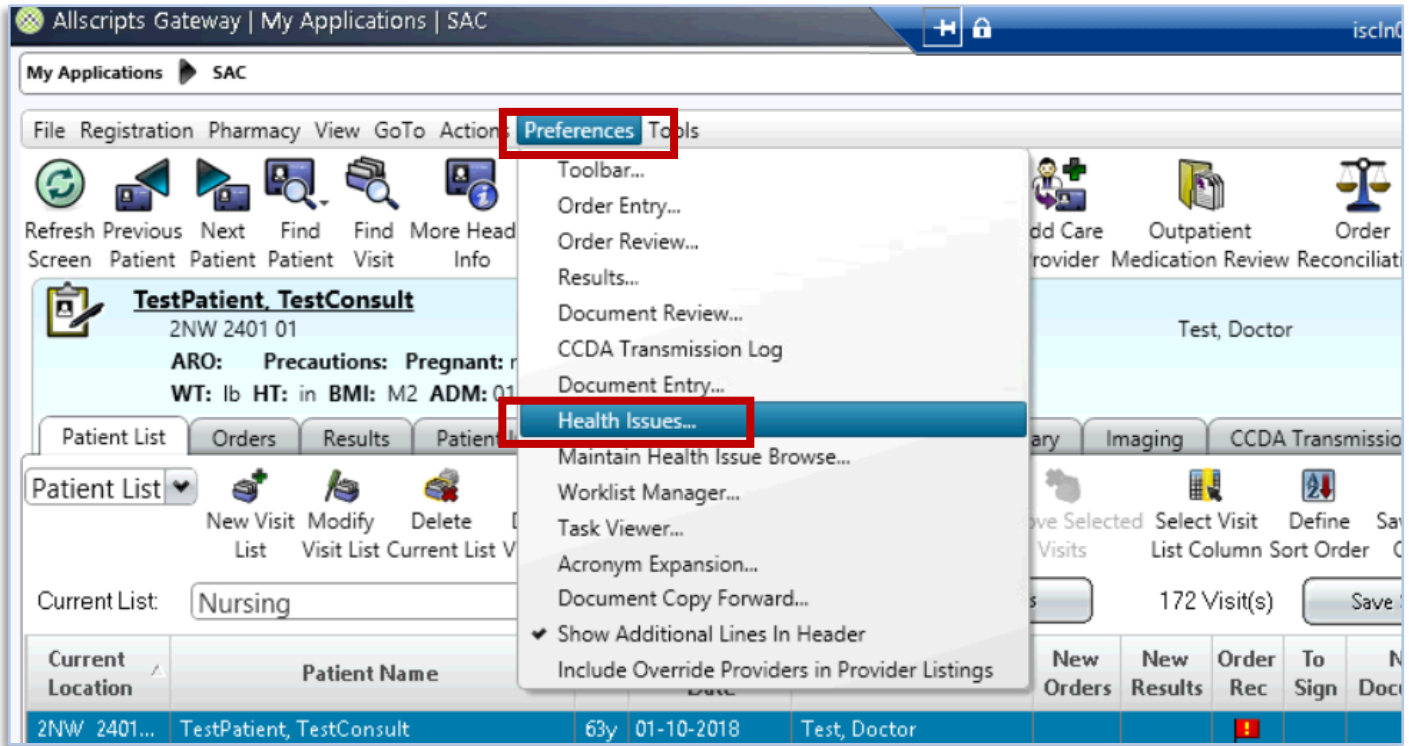 Allscripts Gateway | My Applications | SAC
My Applications SAC
File Registration Pharmacy View GoTo Actions Preferences Tools
Refresh Screen
Previous Patient
Next Patient
Find Patient
Find Visit
More Head Info
Outpatient Medication Review
Order
TestPatient, TestConsult
2NW 2401 01
ARO: Precautions: Pregnant:
WT: lb HT: in BMI: M2 ADM: 01
Test, Doctor
Toolbar...
Order Entry...
Order Review...
Results...
Document Review...
CCDA Transmission Log
Document Entry...
Health Issues...
Maintain Health Issue Browse...
Worklist Manager...
Task Viewer...
Acronym Expansion...
Document Copy Forward...
Show Additional Lines In Header
Include Override Providers in Provider Listings
Patient List Orders Results Patient Imaging CCDA
Patient List
New Visit List
Modify Visit List
Delete Current List
Visits
Select Visit List Column
Define Sort Order
Current List: Nursing
172 Visit(s)
Save
Current Location
Patient Name
Date
New Orders
New Results
Order Rec
To Sign
2NW 2401... TestPatient, TestConsult 63y 01-10-2018 Test, Doctor